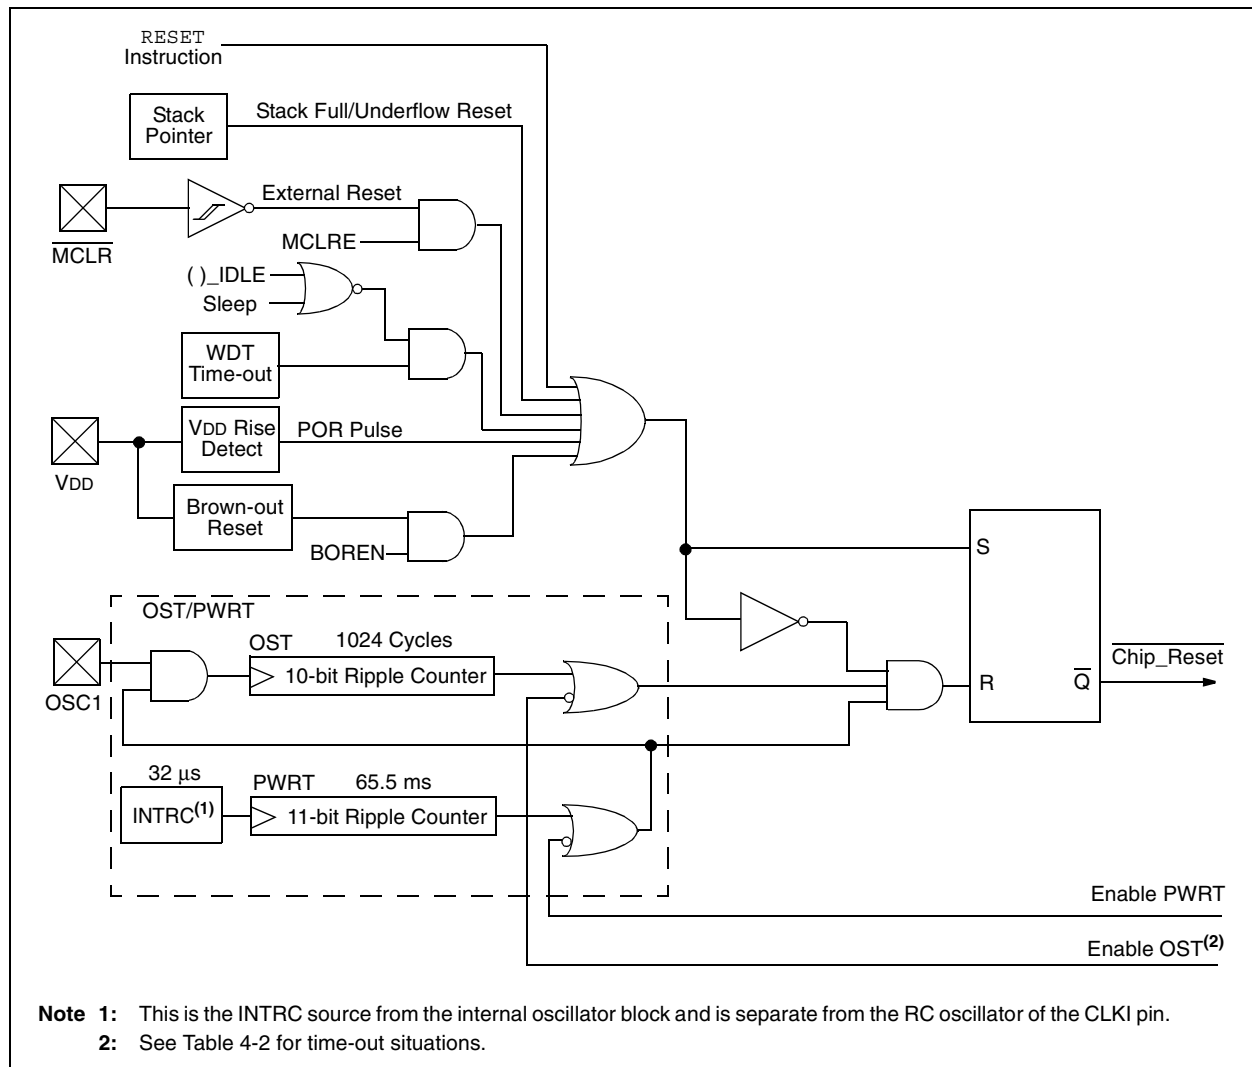 RESET
Instruction
Stack
Pointer
Stack Full/Underflow Reset
External Reset
MCLR
MCLRE
( )_IDLE
Sleep
WDT
Time-out
VDD Rise
Detect
POR Pulse
VDD
Brown-out
Reset
BOREN
S
OST/PWRT
OST
1024 Cycles
10-bit Ripple Counter
OSC1
Chip_Reset
R
Q
32 μs
PWRT
65.5 ms
INTRC(1)
11-bit Ripple Counter
Enable PWRT
Enable OST(2)
Note 1: This is the INTRC source from the internal oscillator block and is separate from the RC oscillator of the CLKI pin.
2: See Table 4-2 for time-out situations.